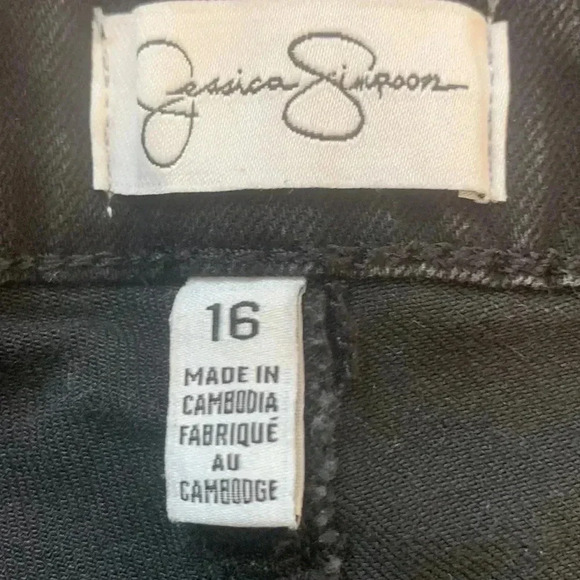 Jessica Simpson
16
MADE IN
CAMBODIA
FABRIQUÉ
AU
CAMBODGE